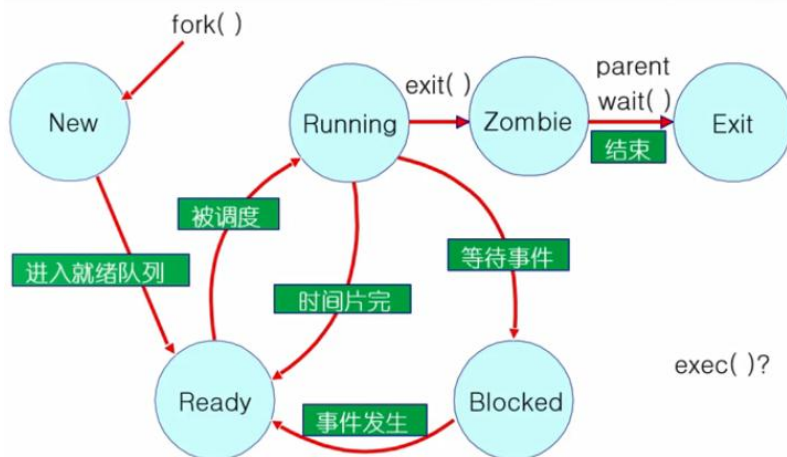 fork( )
New
Running
exit( )
Zombie
parent
wait( )
结束
Exit
被调度
进入就绪队列
时间片完
等待事件
Ready
事件发生
Blocked
exec( )?